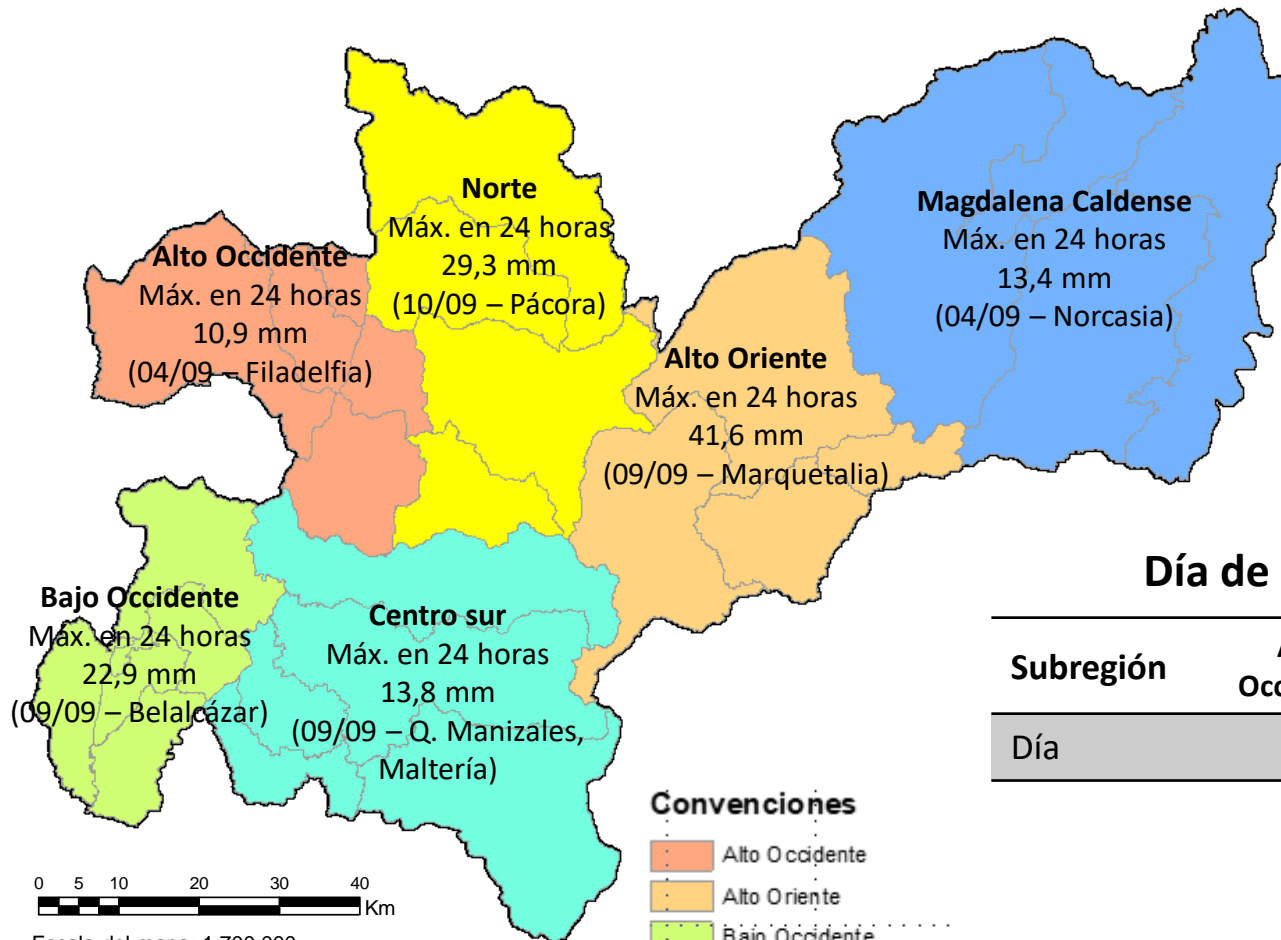 Norte
Máx. en 24 horas
29,3 mm
(10/09 – Pácora)
Magdalena Caldense
Máx. en 24 horas
13,4 mm
(04/09 – Norcasia)
Alto Occidente
Máx. en 24 horas
10,9 mm
(04/09 – Filadelfia)
Alto Oriente
Máx. en 24 horas
41,6 mm
(09/09 – Marquetalia)
Bajo Occidente
Máx. en 24 horas
22,9 mm
(09/09 – Belalcázar)
Centro sur
Máx. en 24 horas
13,8 mm
(09/09 – Q. Manizales,
Maltería)
Día de
Subregión
Día
Convenciones
Alto Occidente
Alto Oriente
Bajo Occidente
0 5 10 20 30 40
Km